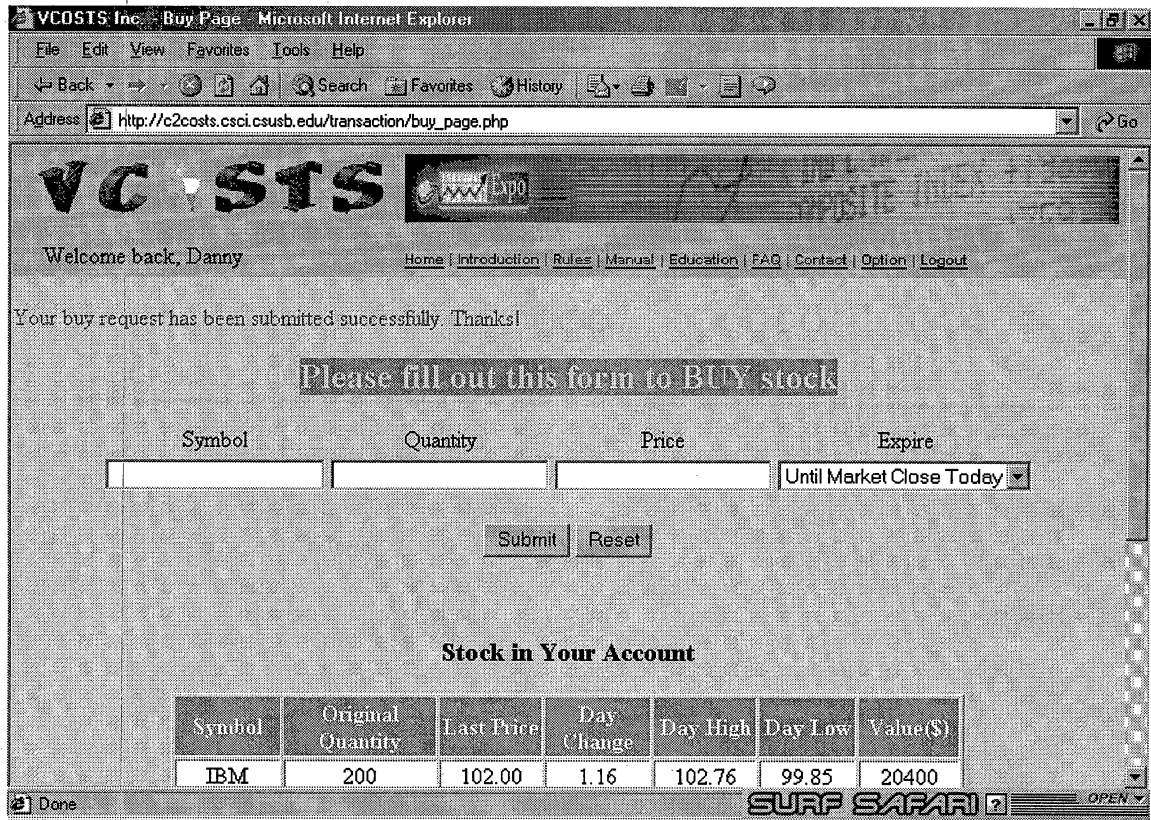 VCOSTS Inc. - Buy Page - Microsoft Internet Explorer
File Edit View Favorites Tools Help
Back Search Favorites History
Address http://c2costs.csci.csusb.edu/transaction/buy_page.php Go
VC STS Expo
Welcome back, Danny
Home | Introduction | Rules | Manual | Education | FAQ | Contact | Option | Logout
Your buy request has been submitted successfully. Thanks!
Please fill out this form to BUY stock
Symbol Quantity Price Expire
Until Market Close Today
Submit Reset
Stock in Your Account
Symbol Original Quantity Last Price Day Change Day High Day Low Value($)
IBM 200 102.00 1.16 102.76 99.85 20400
Done SURF SAFARI ? OPEN